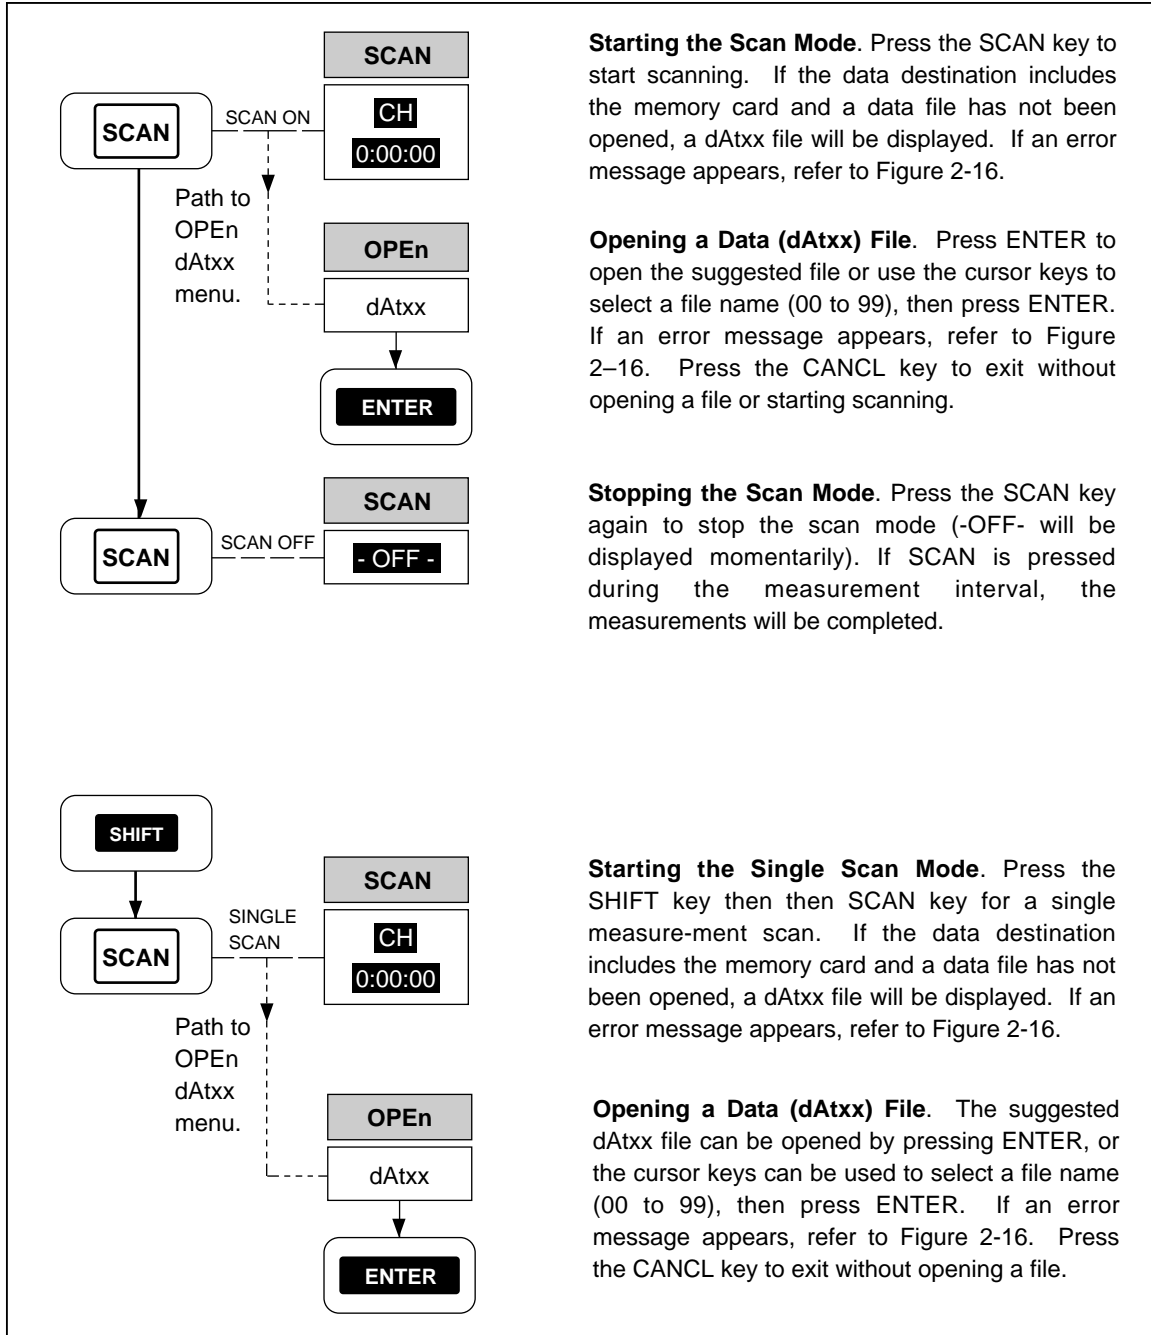 SCAN
Starting the Scan Mode. Press the SCAN key to
start scanning. If the data destination includes
the memory card and a data file has not been
opened, a dAtxx file will be displayed. If an error
message appears, refer to Figure 2-16.
SCAN
SCAN ON
CH
0:00:00
Path to
OPEn
dAtxx
menu.
OPEn
dAtxx
ENTER
Opening a Data (dAtxx) File. Press ENTER to
open the suggested file or use the cursor keys to
select a file name (00 to 99), then press ENTER.
If an error message appears, refer to Figure
2–16. Press the CANCL key to exit without
opening a file or starting scanning.
SCAN
SCAN
SCAN OFF
- OFF -
Stopping the Scan Mode. Press the SCAN key
again to stop the scan mode (-OFF- will be
displayed momentarily). If SCAN is pressed
during the measurement interval, the
measurements will be completed.
SHIFT
SCAN
SCAN
SINGLE
SCAN
CH
0:00:00
Starting the Single Scan Mode. Press the
SHIFT key then then SCAN key for a single
measure-ment scan. If the data destination
includes the memory card and a data file has not
been opened, a dAtxx file will be displayed. If an
error message appears, refer to Figure 2-16.
Path to
OPEn
dAtxx
menu.
OPEn
dAtxx
ENTER
Opening a Data (dAtxx) File. The suggested
dAtxx file can be opened by pressing ENTER, or
the cursor keys can be used to select a file name
(00 to 99), then press ENTER. If an error
message appears, refer to Figure 2-16. Press
the CANCL key to exit without opening a file.